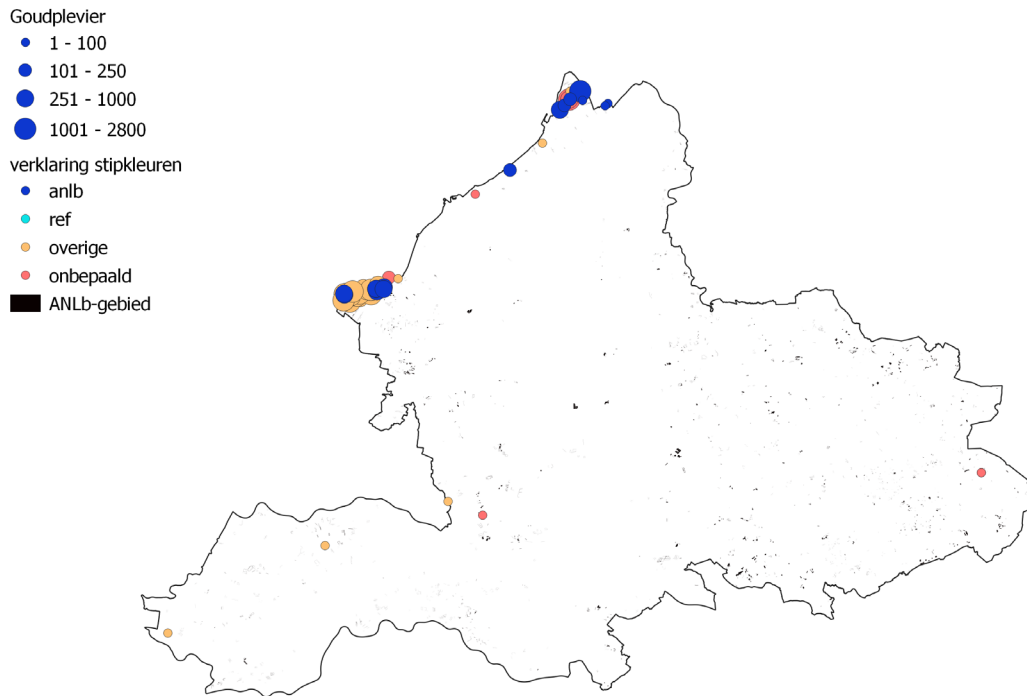 Goudplevier
1 - 100
101 - 250
251 - 1000
1001 - 2800
verklaring stipkleuren
anlb
ref
overige
onbepaald
ANLb-gebied